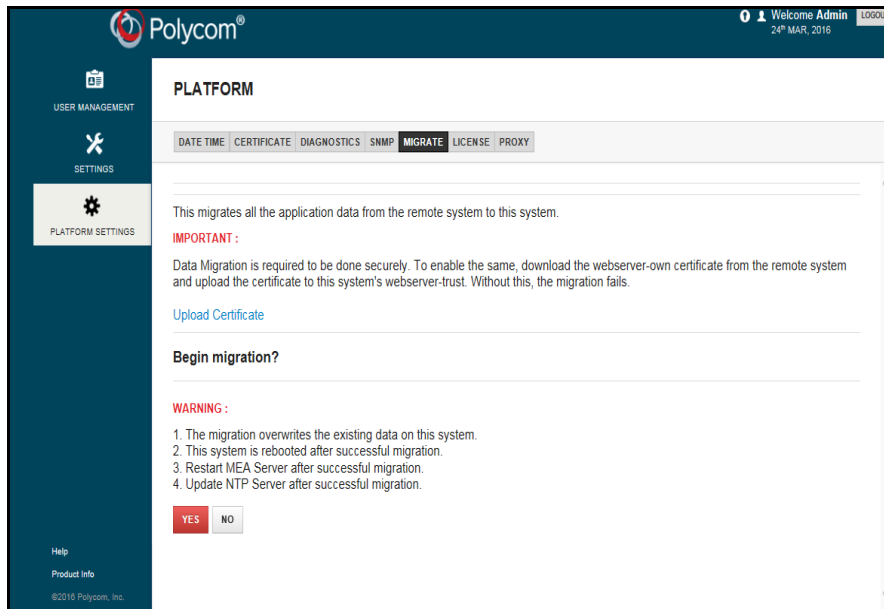 Polycom®
Welcome Admin
LOGOU
24th MAR, 2016
USER MANAGEMENT
SETTINGS
PLATFORM SETTINGS
PLATFORM
DATE TIME CERTIFICATE DIAGNOSTICS SNMP MIGRATE LICENSE PROXY
This migrates all the application data from the remote system to this system.
IMPORTANT :
Data Migration is required to be done securely. To enable the same, download the webserver-own certificate from the remote system
and upload the certificate to this system's webserver-trust. Without this, the migration fails.
Upload Certificate
Begin migration?
WARNING :
1. The migration overwrites the existing data on this system.
2. This system is rebooted after successful migration.
3. Restart MEA Server after successful migration.
4. Update NTP Server after successful migration.
YES NO
Help
Product Info
©2016 Polycom, Inc.